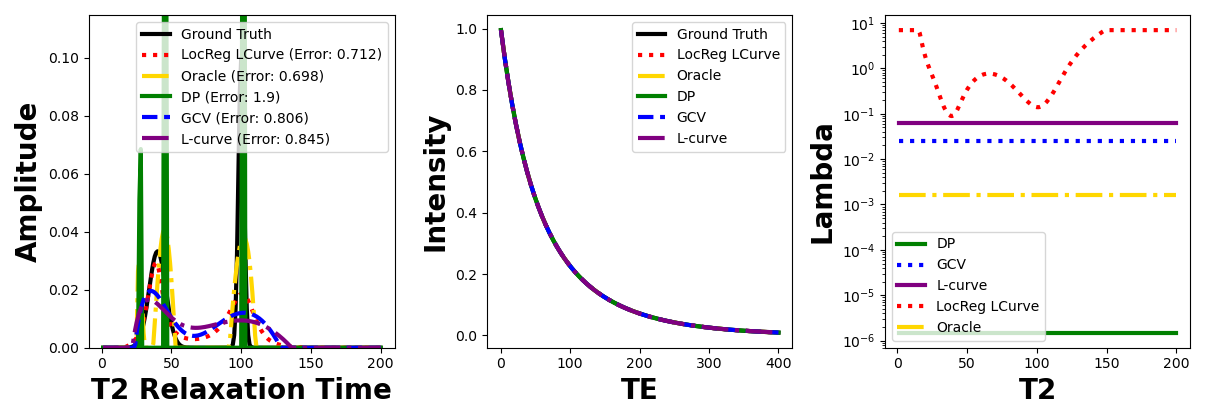 Amplitude
0.10
0.08
0.06
0.04
0.02
0.00
0
50
100
150
200
T2 Relaxation Time
Ground Truth
LocReg LCurve (Error: 0.712)
Oracle (Error: 0.698)
DP (Error: 1.9)
GCV (Error: 0.806)
L-curve (Error: 0.845)
Intensity
1.0
0.8
0.6
0.4
0.2
0.0
0
100
200
300
400
TE
Ground Truth
LocReg LCurve
Oracle
DP
GCV
L-curve
Lambda
10¹
10⁰
10⁻¹
10⁻²
10⁻³
10⁻⁴
10⁻⁵
10⁻⁶
0
50
100
150
200
T2
DP
GCV
L-curve
LocReg LCurve
Oracle